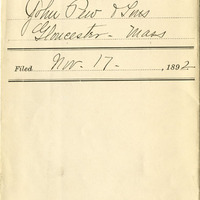 John Pew & Sons
Gloucester - Mass
Filed Nov. 17 - , 1892